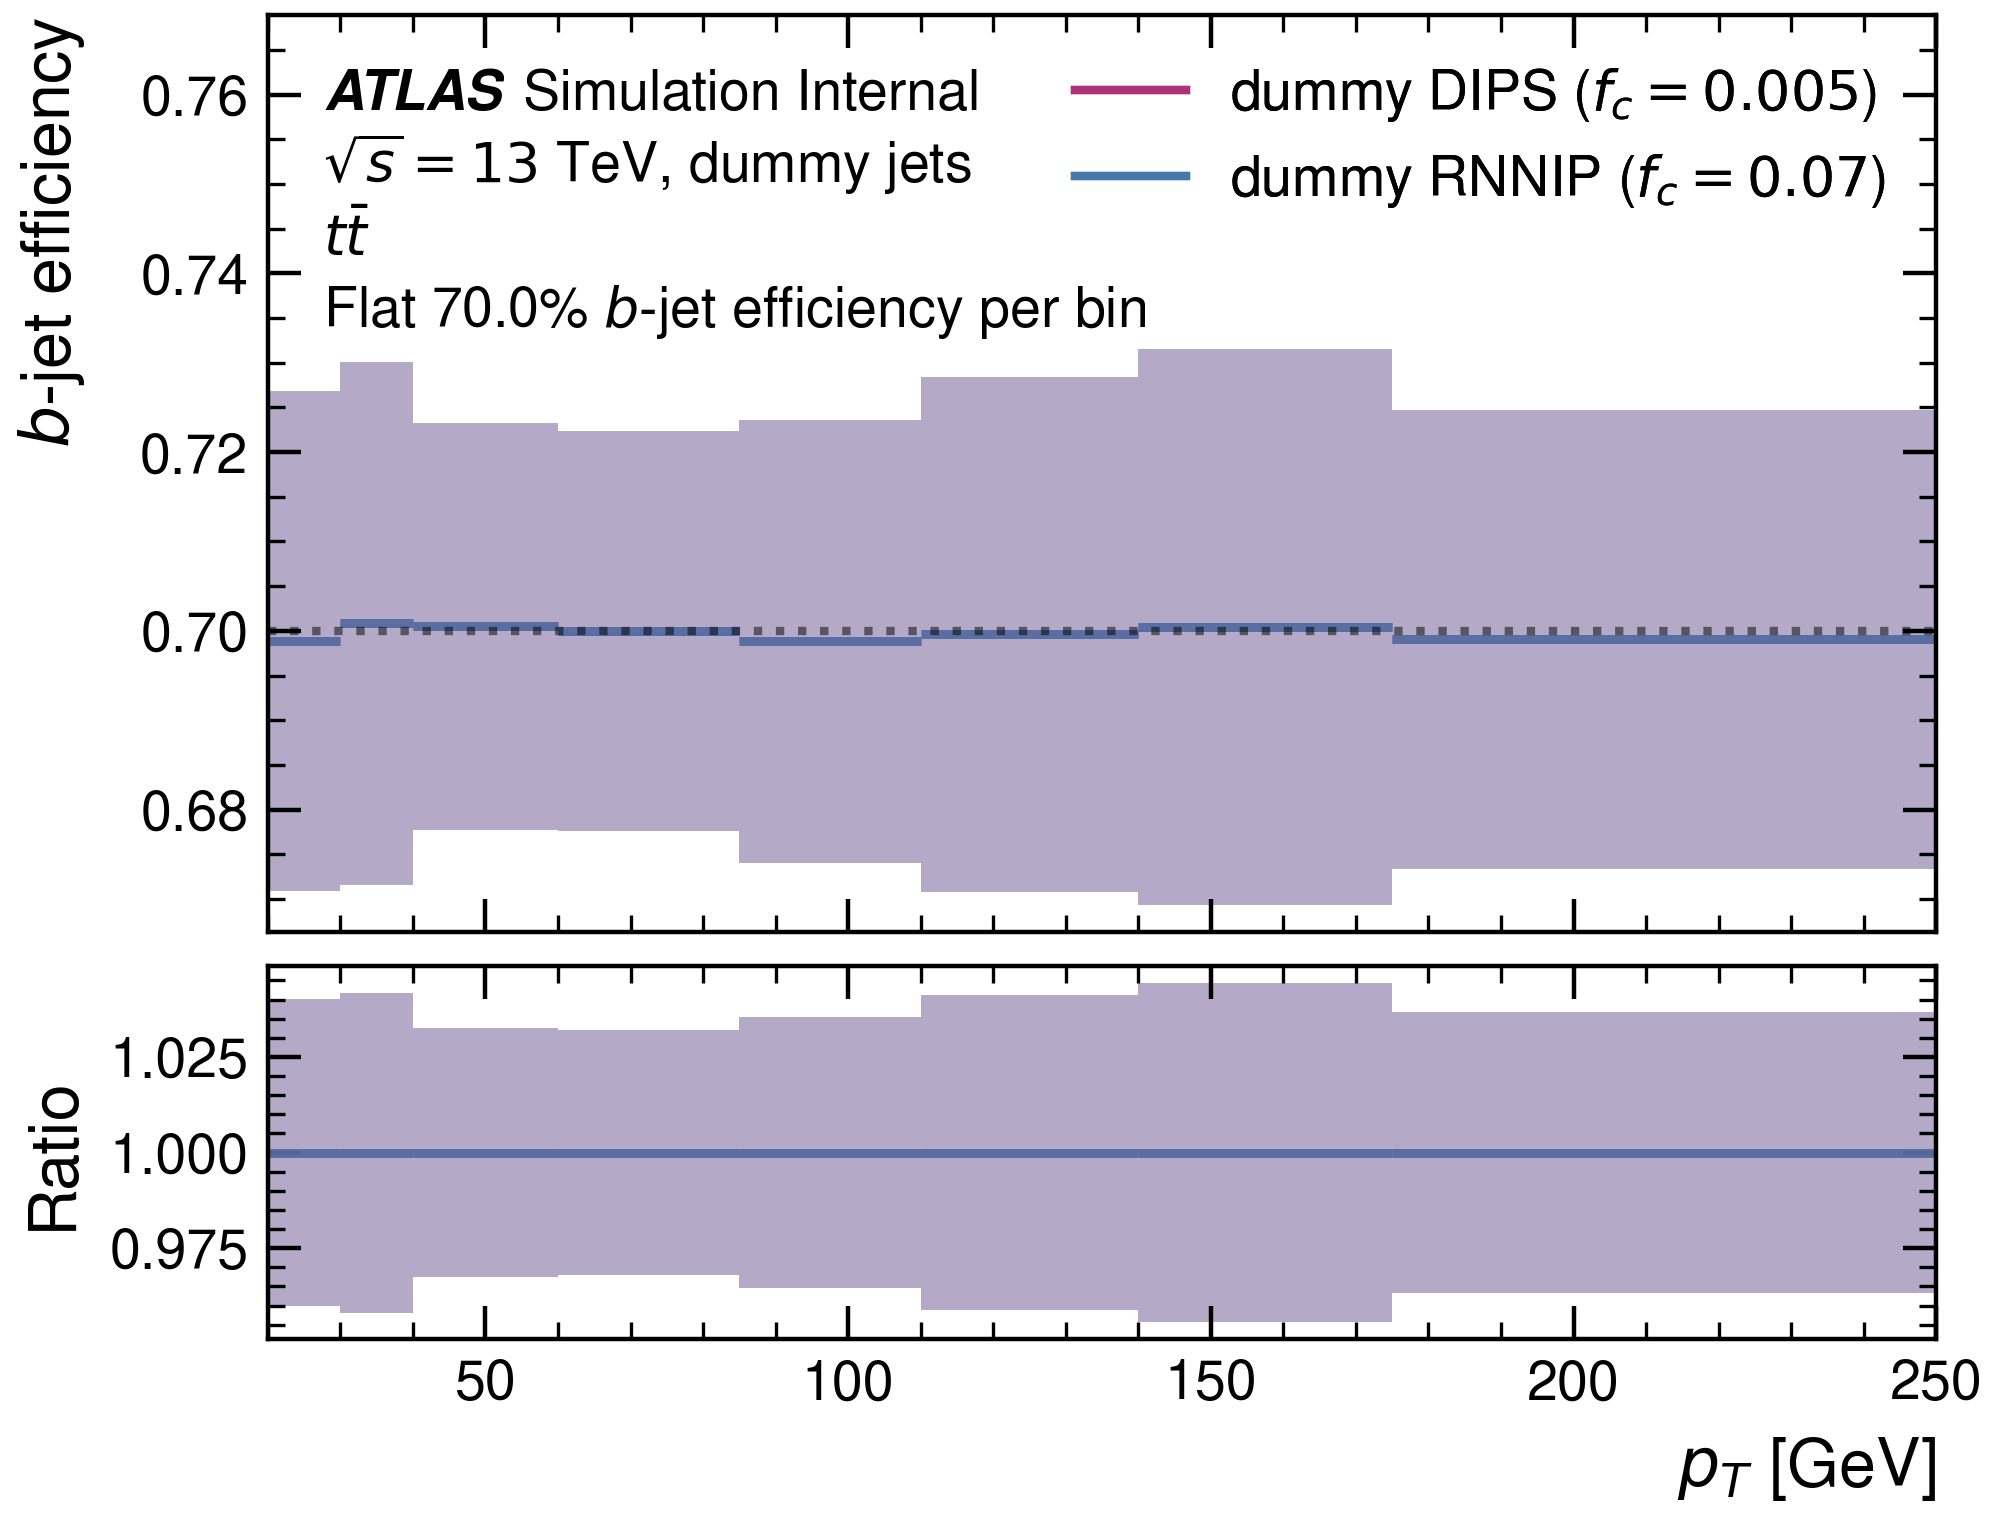 b-jet efficiency
0.76
0.74
0.72
0.70
0.68
ATLAS Simulation Internal
√s = 13 TeV, dummy jets
tt̄
Flat 70.0% b-jet efficiency per bin
dummy DIPS (f_c = 0.005)
dummy RNNIP (f_c = 0.07)
Ratio
1.025
1.000
0.975
50 100 150 200 250
p_T [GeV]